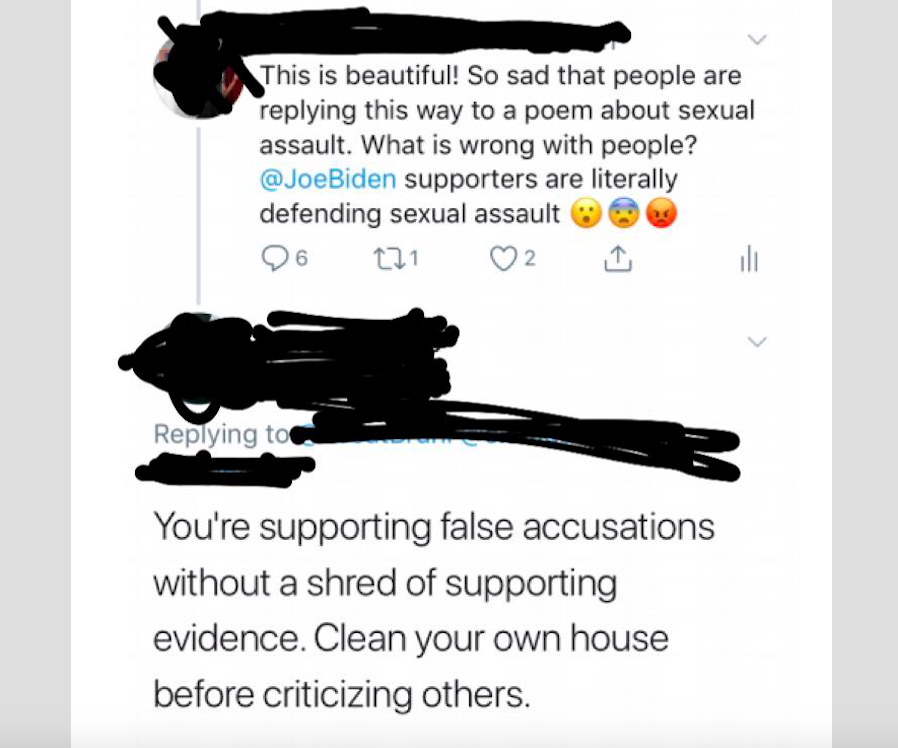 This is beautiful! So sad that people are
replying this way to a poem about sexual
assault. What is wrong with people?
@JoeBiden supporters are literally
defending sexual assault 😮😨😡
6 1 2
Replying to
You're supporting false accusations
without a shred of supporting
evidence. Clean your own house
before criticizing others.